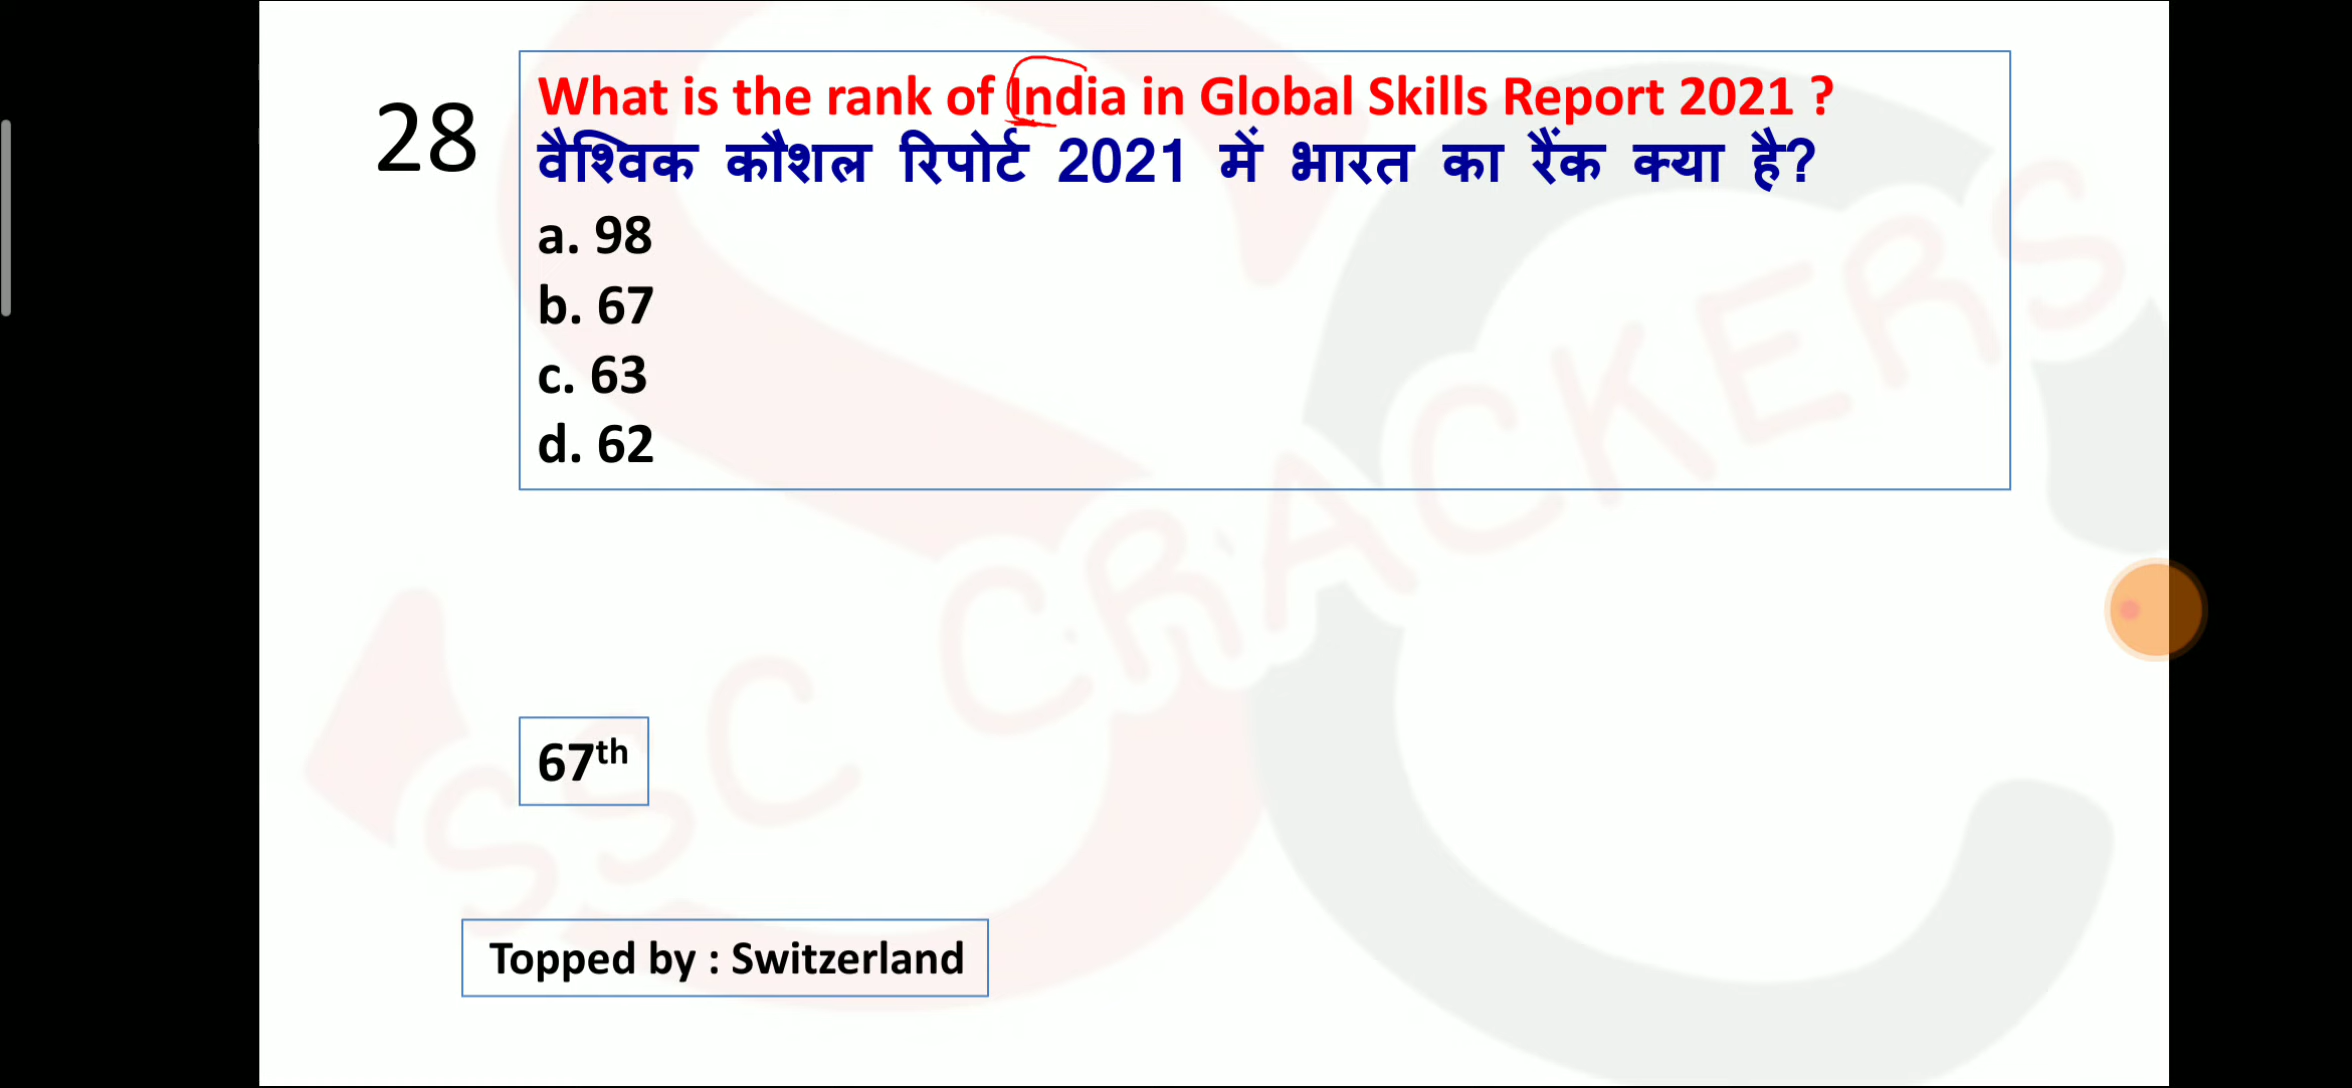 28
What is the rank of India in Global Skills Report 2021 ?
वैश्विक कौशल रिपोर्ट 2021 में भारत का रैंक क्या है?
a. 98
b. 67
c. 63
d. 62
SSC CRACKERS
67th
Topped by : Switzerland